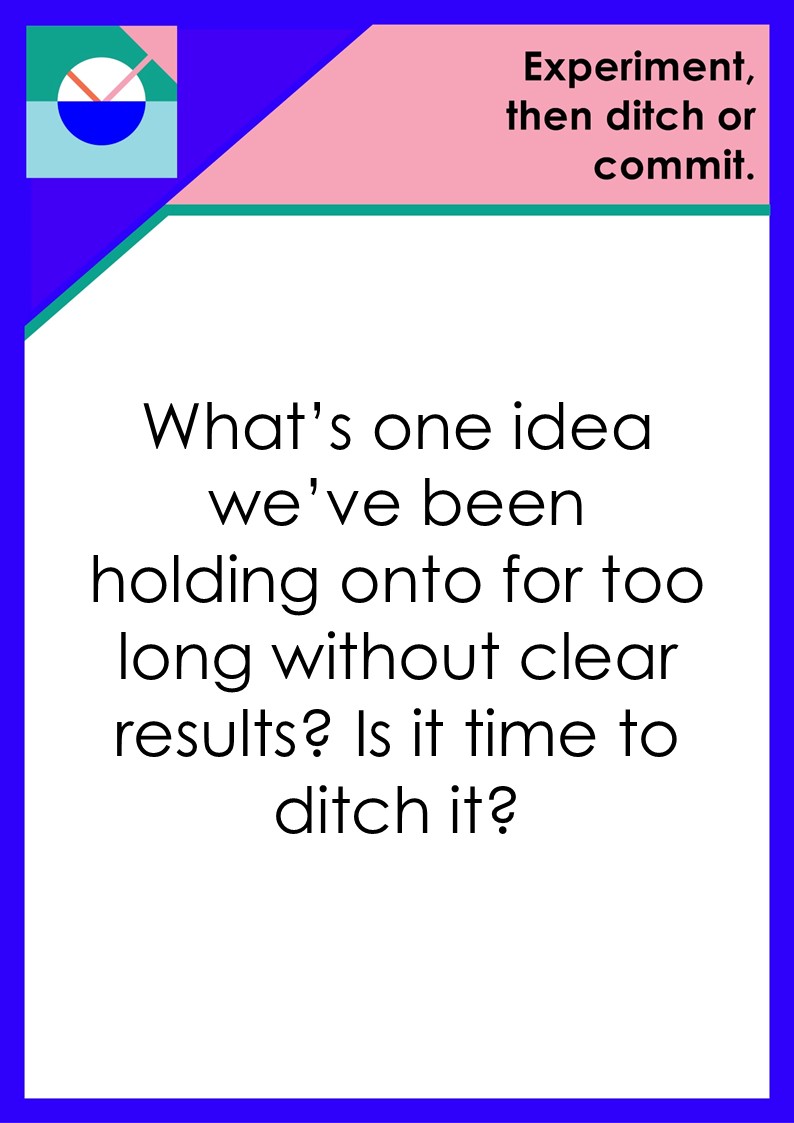 Experiment,
then ditch or
commit.
What’s one idea
we’ve been
holding onto for too
long without clear
results? Is it time to
ditch it?